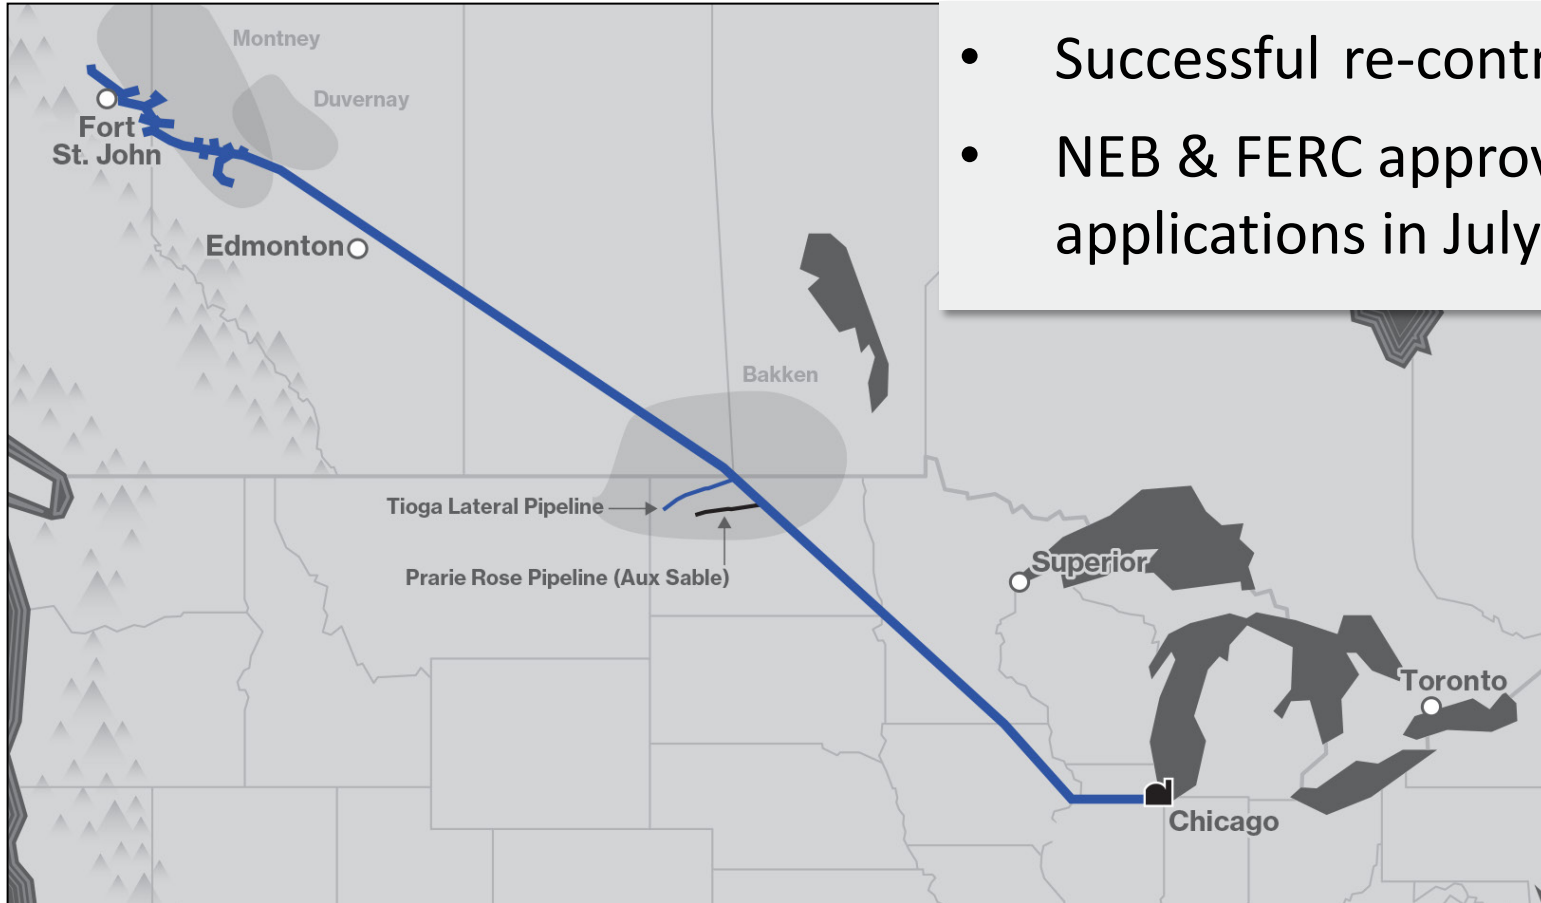 • Successful re-contr
• NEB & FERC approv
applications in July
Montney
Duvernay
Fort
St. John
Edmonton
Bakken
Tioga Lateral Pipeline
Prarie Rose Pipeline (Aux Sable)
Superior
Toronto
Chicago